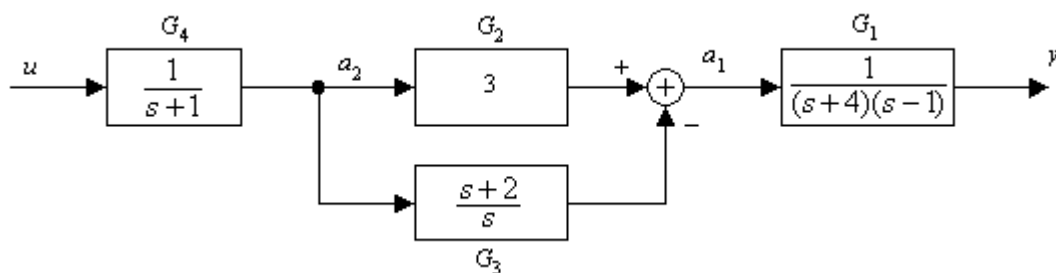 G₄ G₂ G₁
u 1/(s+1) a₂ 3 + + a₁ 1/((s+4)(s−1)) y
−
(s+2)/s
G₃